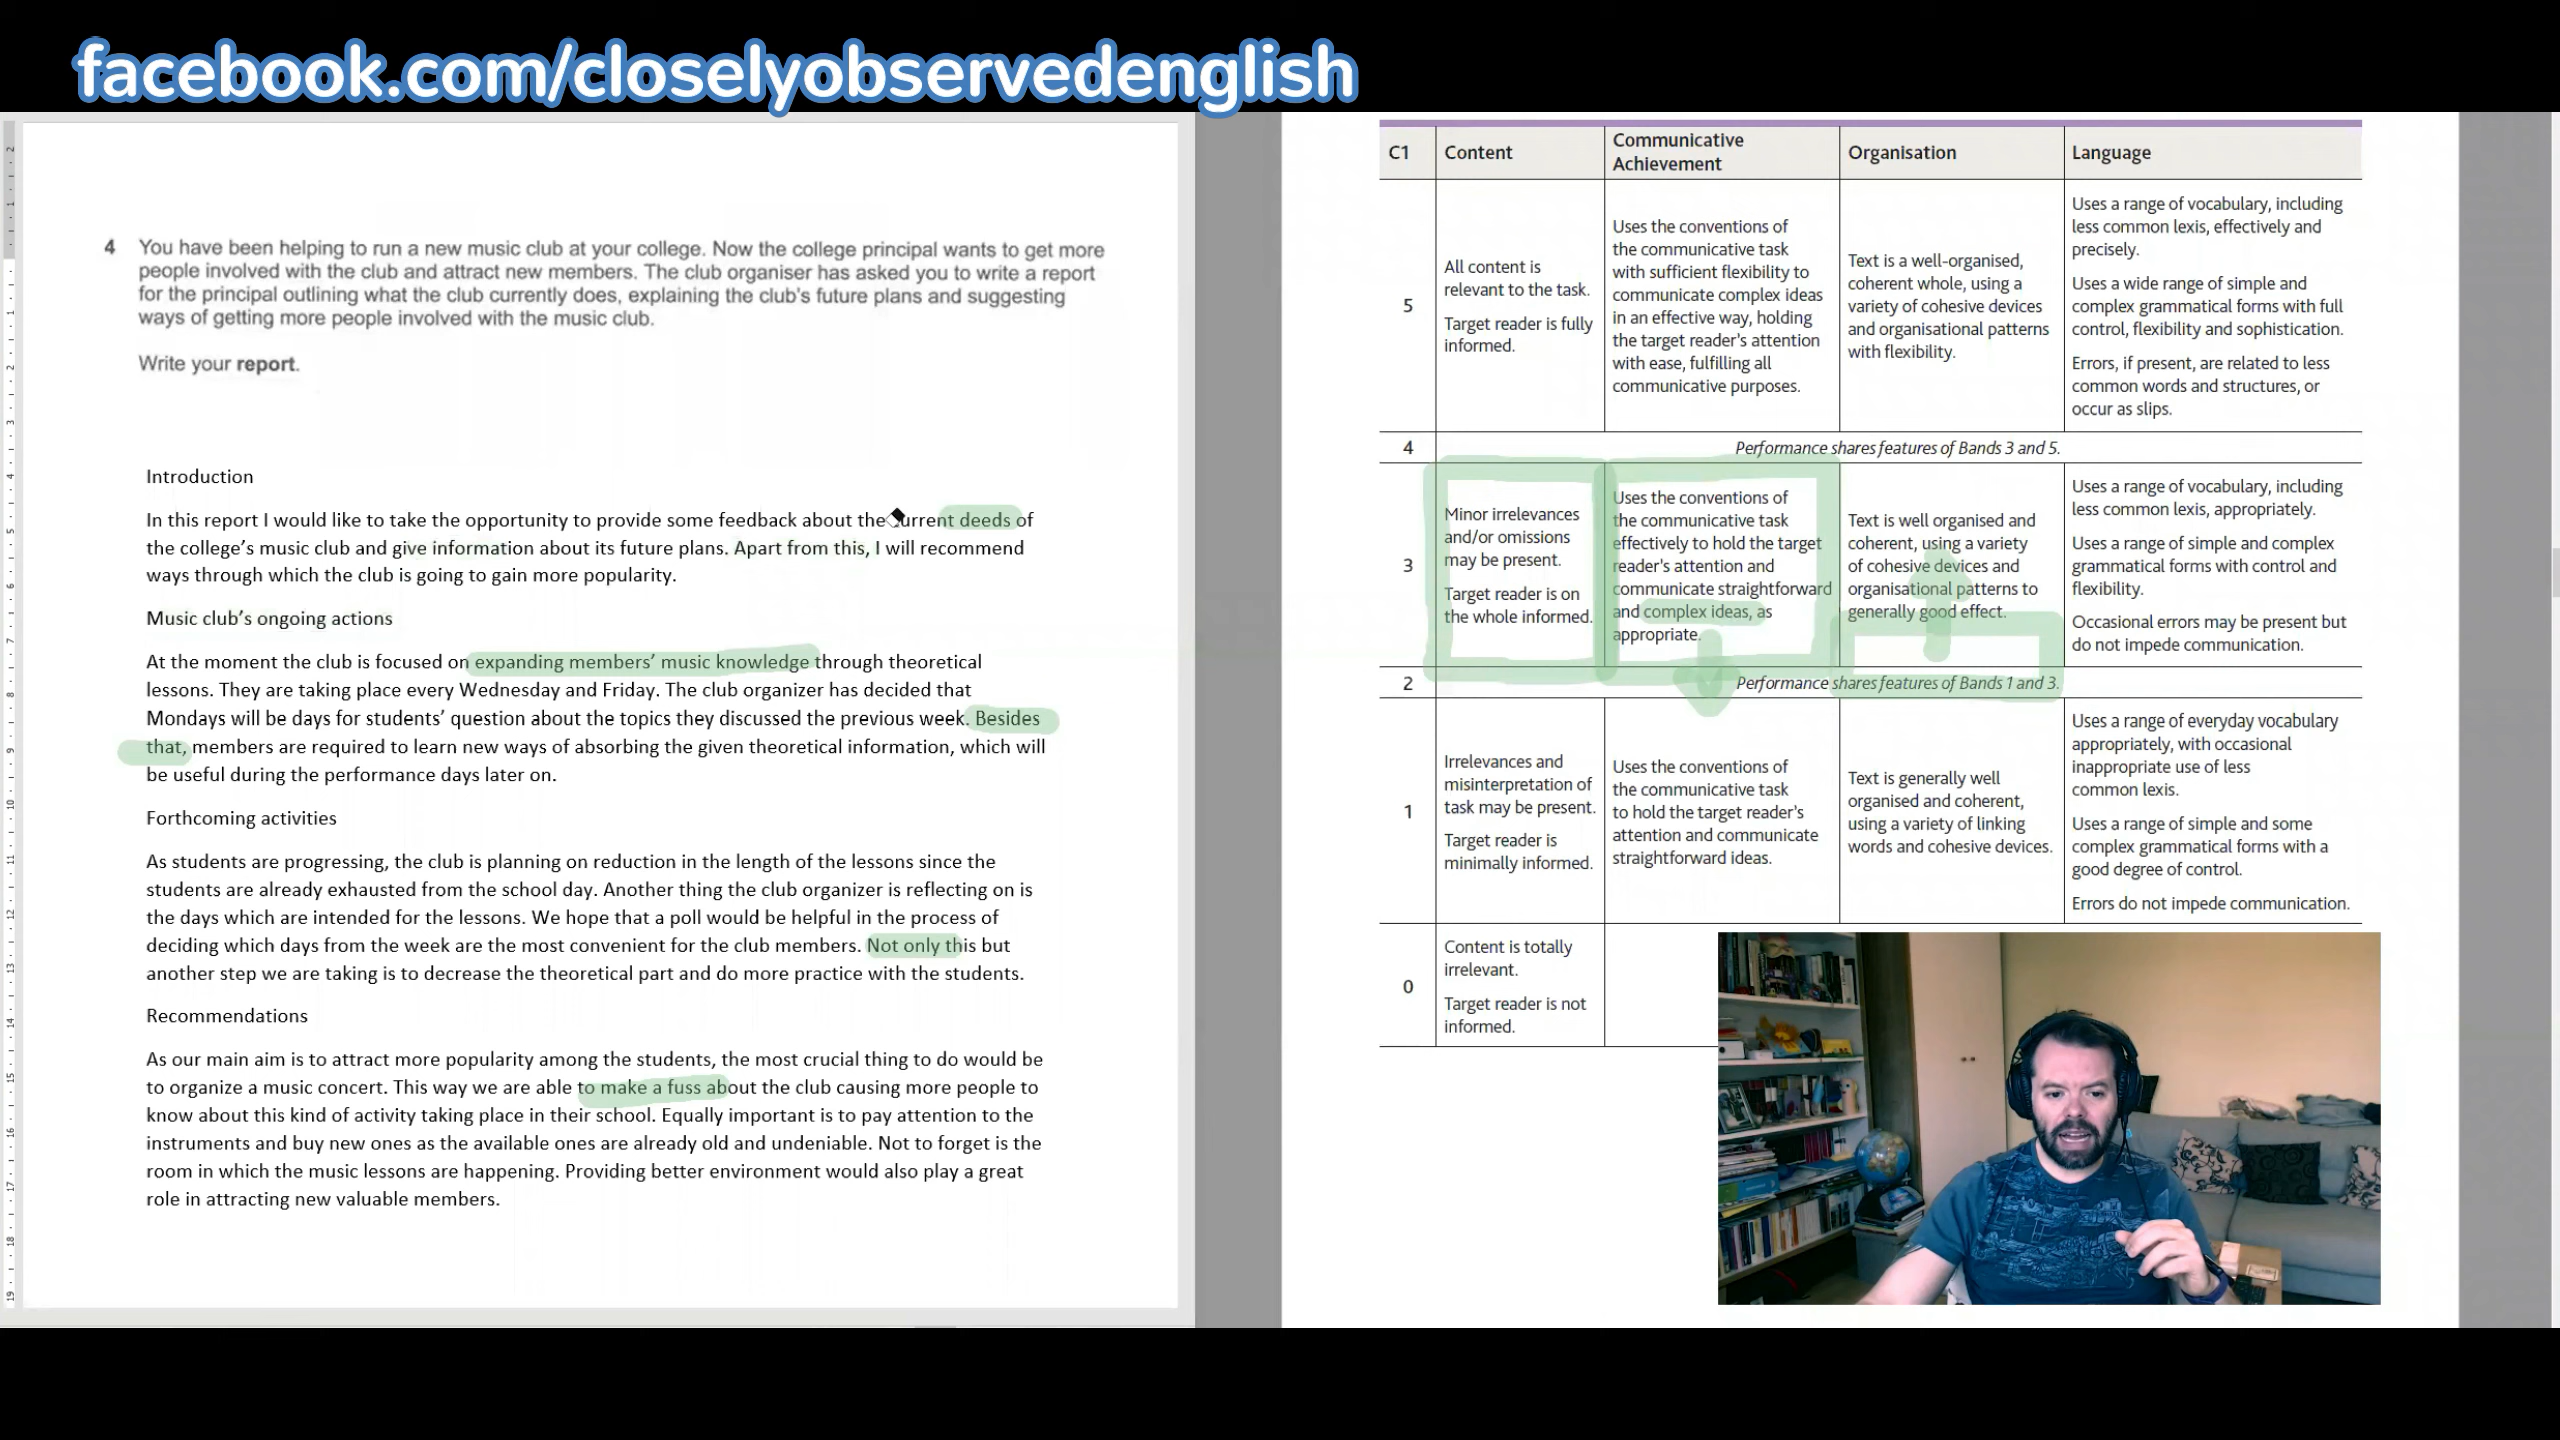 facebook.com/closelyobservedenglish
4 You have been helping to run a new music club at your college. Now the college principal wants to get more
people involved with the club and attract new members. The club organiser has asked you to write a report
for the principal outlining what the club currently does, explaining the club's future plans and suggesting
ways of getting more people involved with the music club.
Write your report.
Introduction
In this report I would like to take the opportunity to provide some feedback about the current deeds of
the college’s music club and give information about its future plans. Apart from this, I will recommend
ways through which the club is going to gain more popularity.
Music club’s ongoing actions
At the moment the club is focused on expanding members’ music knowledge through theoretical
lessons. They are taking place every Wednesday and Friday. The club organizer has decided that
Mondays will be days for students’ question about the topics they discussed the previous week. Besides
that, members are required to learn new ways of absorbing the given theoretical information, which will
be useful during the performance days later on.
Forthcoming activities
As students are progressing, the club is planning on reduction in the length of the lessons since the
students are already exhausted from the school day. Another thing the club organizer is reflecting on is
the days which are intended for the lessons. We hope that a poll would be helpful in the process of
deciding which days from the week are the most convenient for the club members. Not only this but
another step we are taking is to decrease the theoretical part and do more practice with the students.
Recommendations
As our main aim is to attract more popularity among the students, the most crucial thing to do would be
to organize a music concert. This way we are able to make a fuss about the club causing more people to
know about this kind of activity taking place in their school. Equally important is to pay attention to the
instruments and buy new ones as the available ones are already old and undeniable. Not to forget is the
room in which the music lessons are happening. Providing better environment would also play a great
role in attracting new valuable members.
C1
Content
Communicative
Achievement
Organisation
Language
5
All content is
relevant to the task.
Target reader is fully
informed.
Uses the conventions of
the communicative task
with sufficient flexibility to
communicate complex ideas
in an effective way, holding
the target reader's attention
with ease, fulfilling all
communicative purposes.
Text is a well-organised,
coherent whole, using a
variety of cohesive devices
and organisational patterns
with flexibility.
Uses a range of vocabulary, including
less common lexis, effectively and
precisely.
Uses a wide range of simple and
complex grammatical forms with full
control, flexibility and sophistication.
Errors, if present, are related to less
common words and structures, or
occur as slips.
4
Performance shares features of Bands 3 and 5.
3
Minor irrelevances
and/or omissions
may be present.
Target reader is on
the whole informed.
Uses the conventions of
the communicative task
effectively to hold the target
reader's attention and
communicate straightforward
and complex ideas, as
appropriate.
Text is well organised and
coherent, using a variety
of cohesive devices and
organisational patterns to
generally good effect.
Uses a range of vocabulary, including
less common lexis, appropriately.
Uses a range of simple and complex
grammatical forms with control and
flexibility.
Occasional errors may be present but
do not impede communication.
2
Performance shares features of Bands 1 and 3.
1
Irrelevances and
misinterpretation of
task may be present.
Target reader is
minimally informed.
Uses the conventions of
the communicative task
to hold the target reader's
attention and communicate
straightforward ideas.
Text is generally well
organised and coherent,
using a variety of linking
words and cohesive devices.
Uses a range of everyday vocabulary
appropriately, with occasional
inappropriate use of less
common lexis.
Uses a range of simple and some
complex grammatical forms with a
good degree of control.
Errors do not impede communication.
0
Content is totally
irrelevant.
Target reader is not
informed.